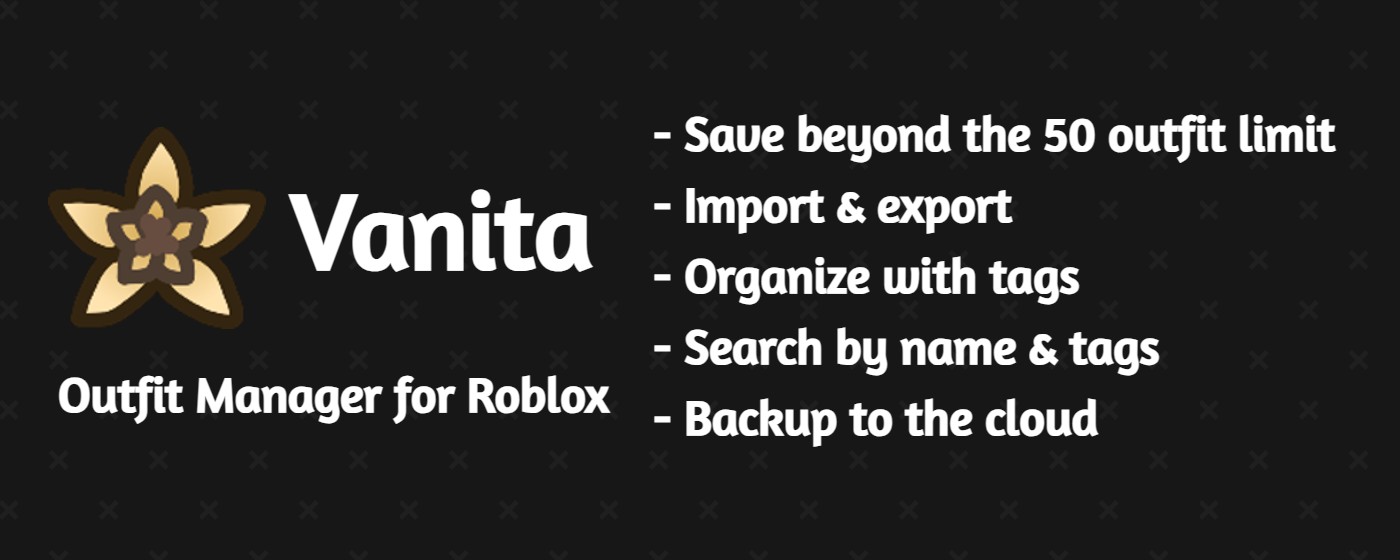 Vanita
Outfit Manager for Roblox
- Save beyond the 50 outfit limit
- Import & export
- Organize with tags
- Search by name & tags
- Backup to the cloud